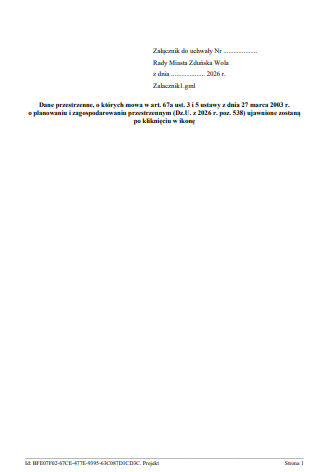 Załącznik do uchwały Nr ...................
Rady Miasta Zduńska Wola
z dnia .................... 2026 r.
Zalacznik1.gml
Dane przestrzenne, o których mowa w art. 67a ust. 3 i 5 ustawy z dnia 27 marca 2003 r.
o planowaniu i zagospodarowaniu przestrzennym (Dz.U. z 2026 r. poz. 538) ujawnione zostaną
po kliknięciu w ikonę
Id: BFE07F02-67CE-477E-9395-63C087D1CD3C. Projekt
Strona 1